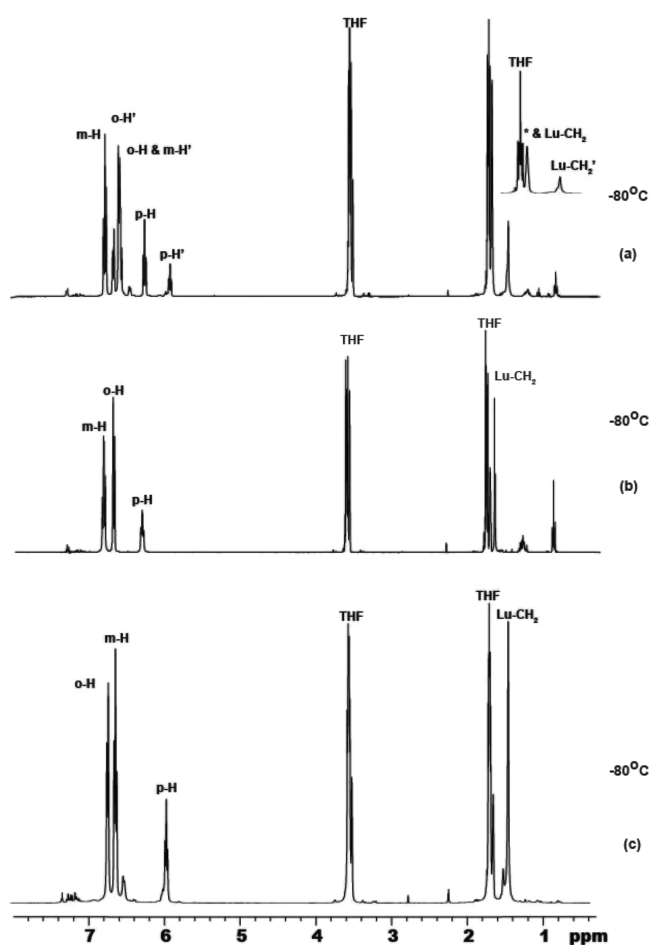 THF
THF
o-H'
m-H
* & Lu-CH₂
o-H & m-H'
Lu-CH₂'
-80°C
p-H
p-H'
(a)
THF
THF
Lu-CH₂
-80°C
o-H
m-H
(b)
p-H
THF
THF
Lu-CH₂
m-H
o-H
-80°C
p-H
(c)
7 6 5 4 3 2 1 ppm